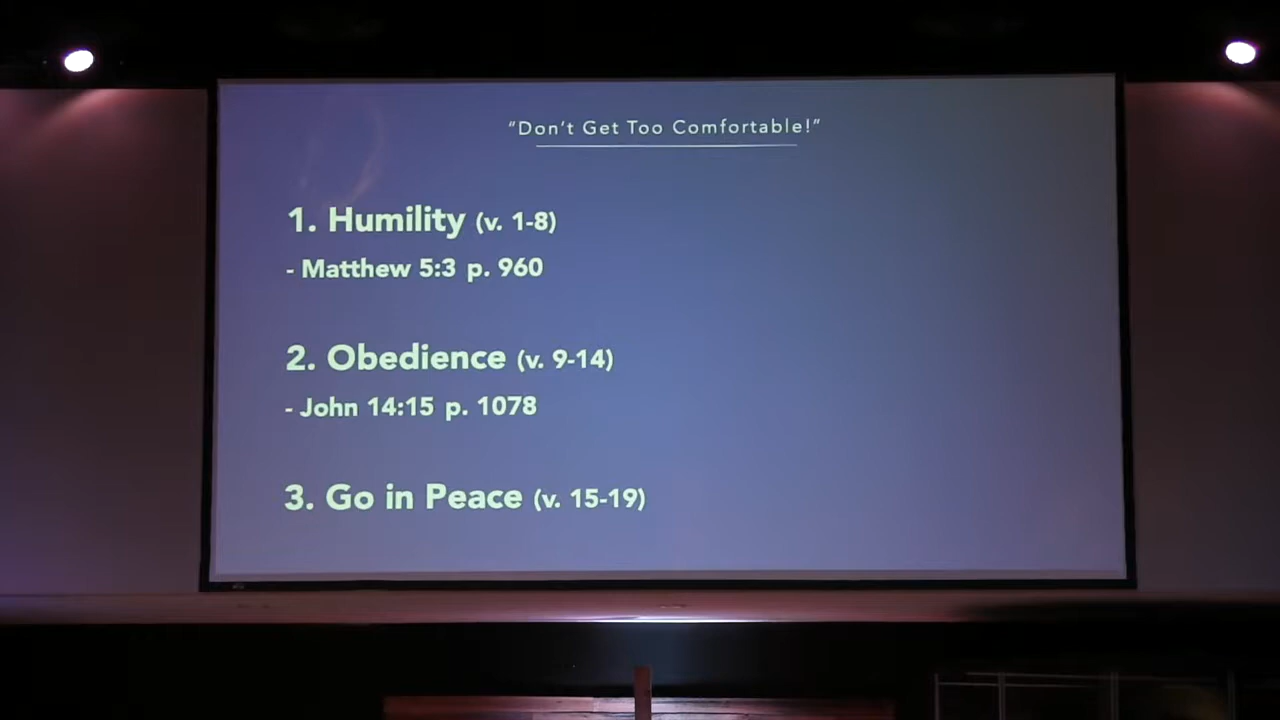 “Don’t Get Too Comfortable!”
1. Humility (v. 1-8)
- Matthew 5:3 p. 960
2. Obedience (v. 9-14)
- John 14:15 p. 1078
3. Go in Peace (v. 15-19)